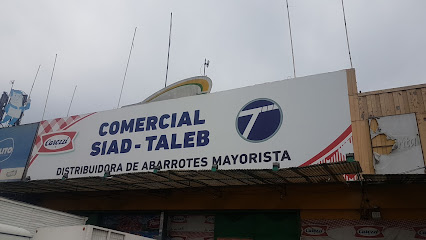 COMERCIAL
SIAD - TALEB
DISTRIBUIDORA DE ABARROTES MAYORISTA
Carozzi